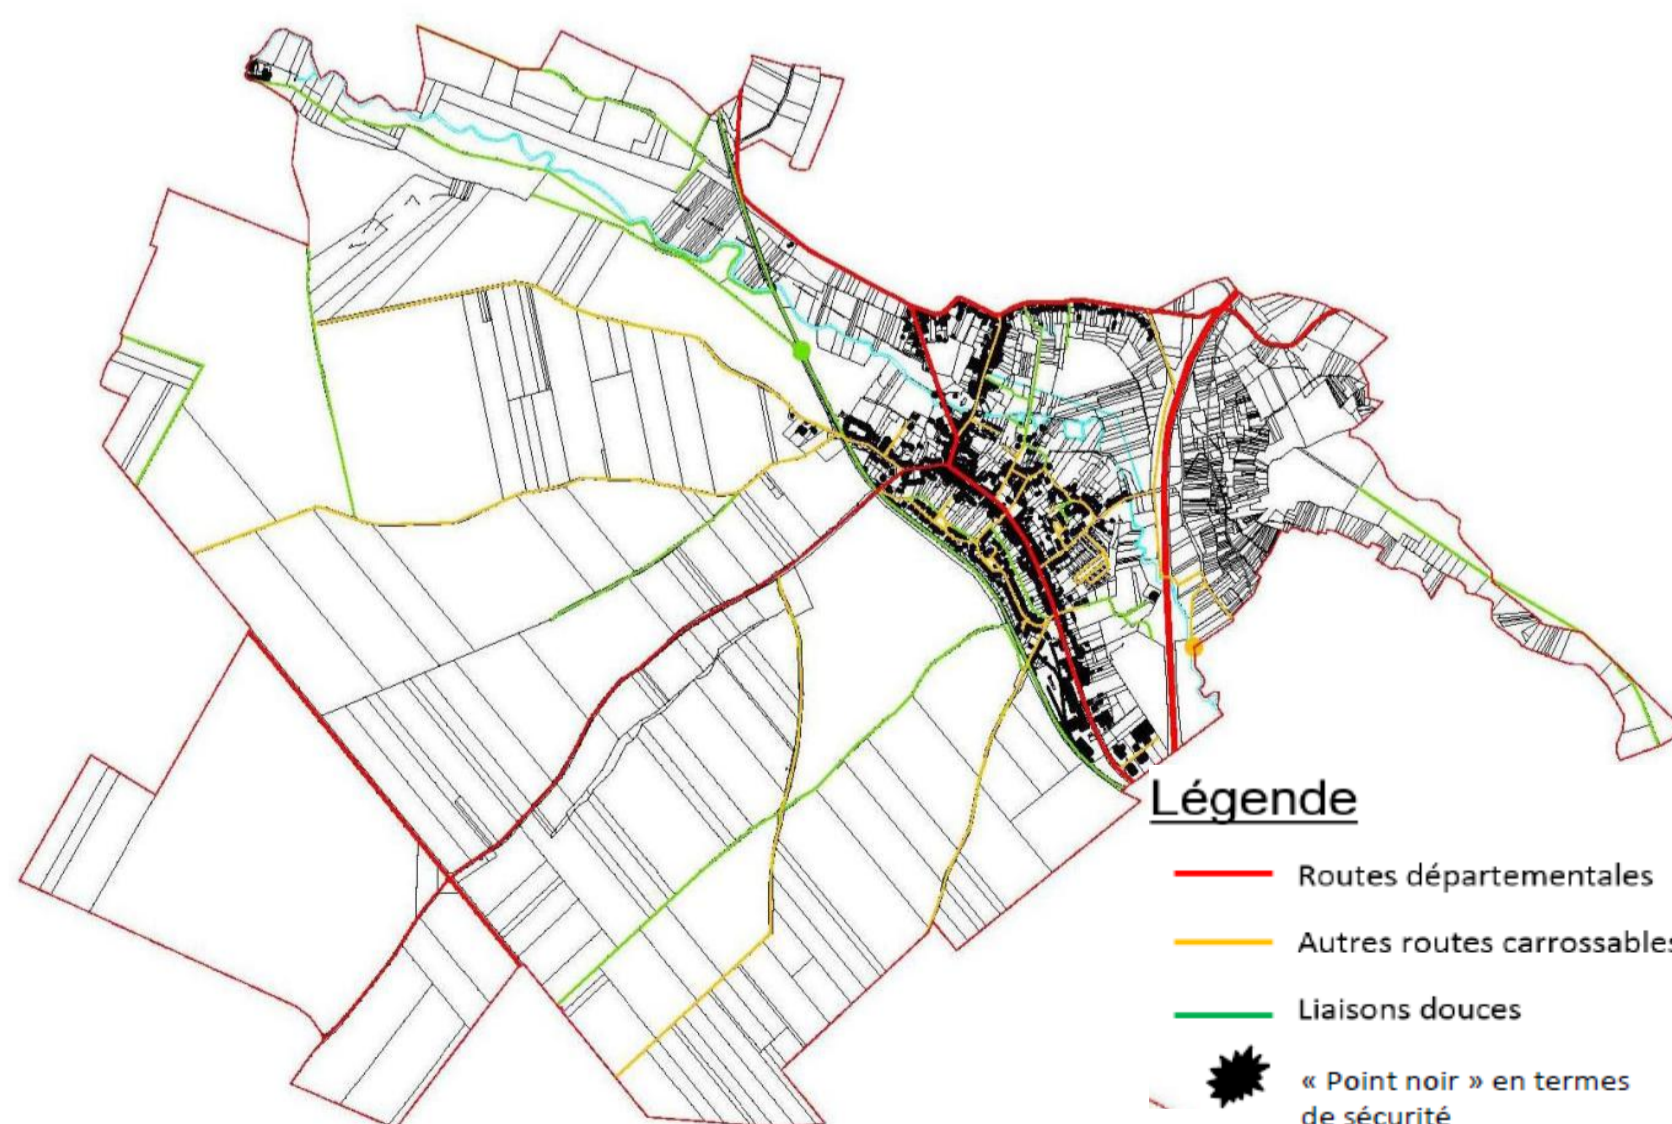 Légende
Routes départementales
Autres routes carrossables
Liaisons douces
« Point noir » en termes
de sécurité